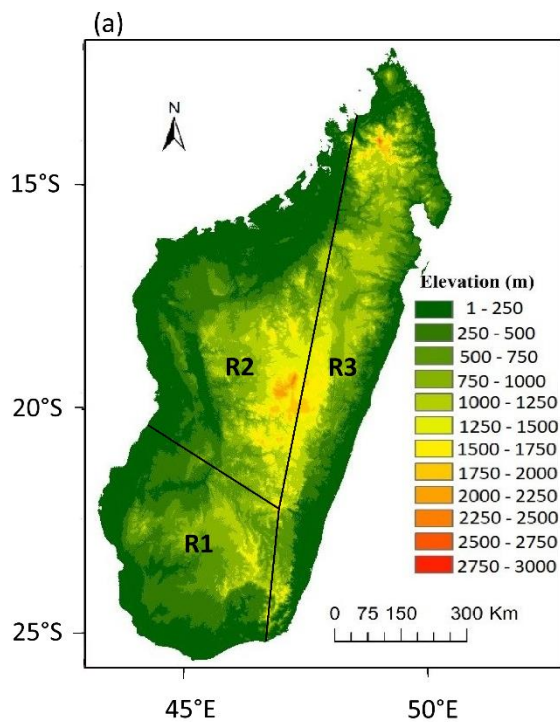 (a)
N
15°S
20°S
25°S
45°E
50°E
R2
R3
R1
Elevation (m)
1 - 250
250 - 500
500 - 750
750 - 1000
1000 - 1250
1250 - 1500
1500 - 1750
1750 - 2000
2000 - 2250
2250 - 2500
2500 - 2750
2750 - 3000
0 75 150 300 Km